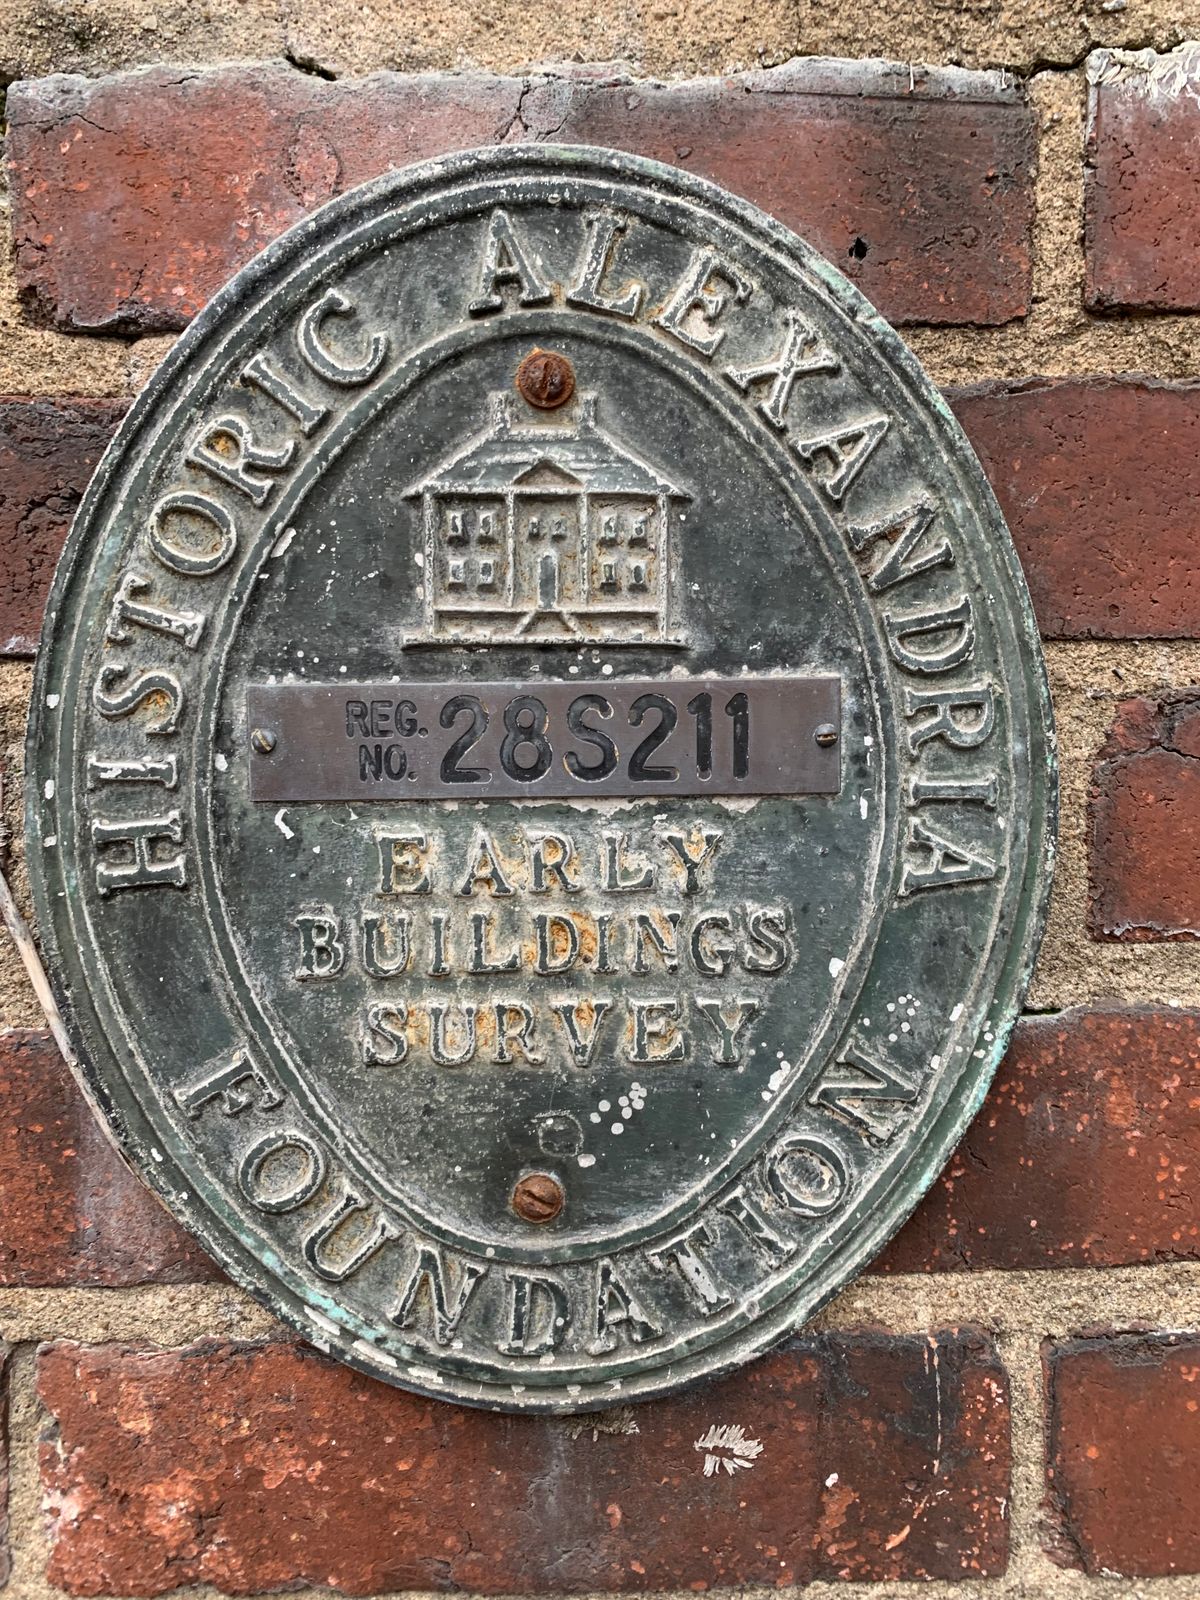 HISTORIC ALEXANDRIA
REG.
NO. 28S211
EARLY
BUILDINGS
SURVEY
FOUNDATION